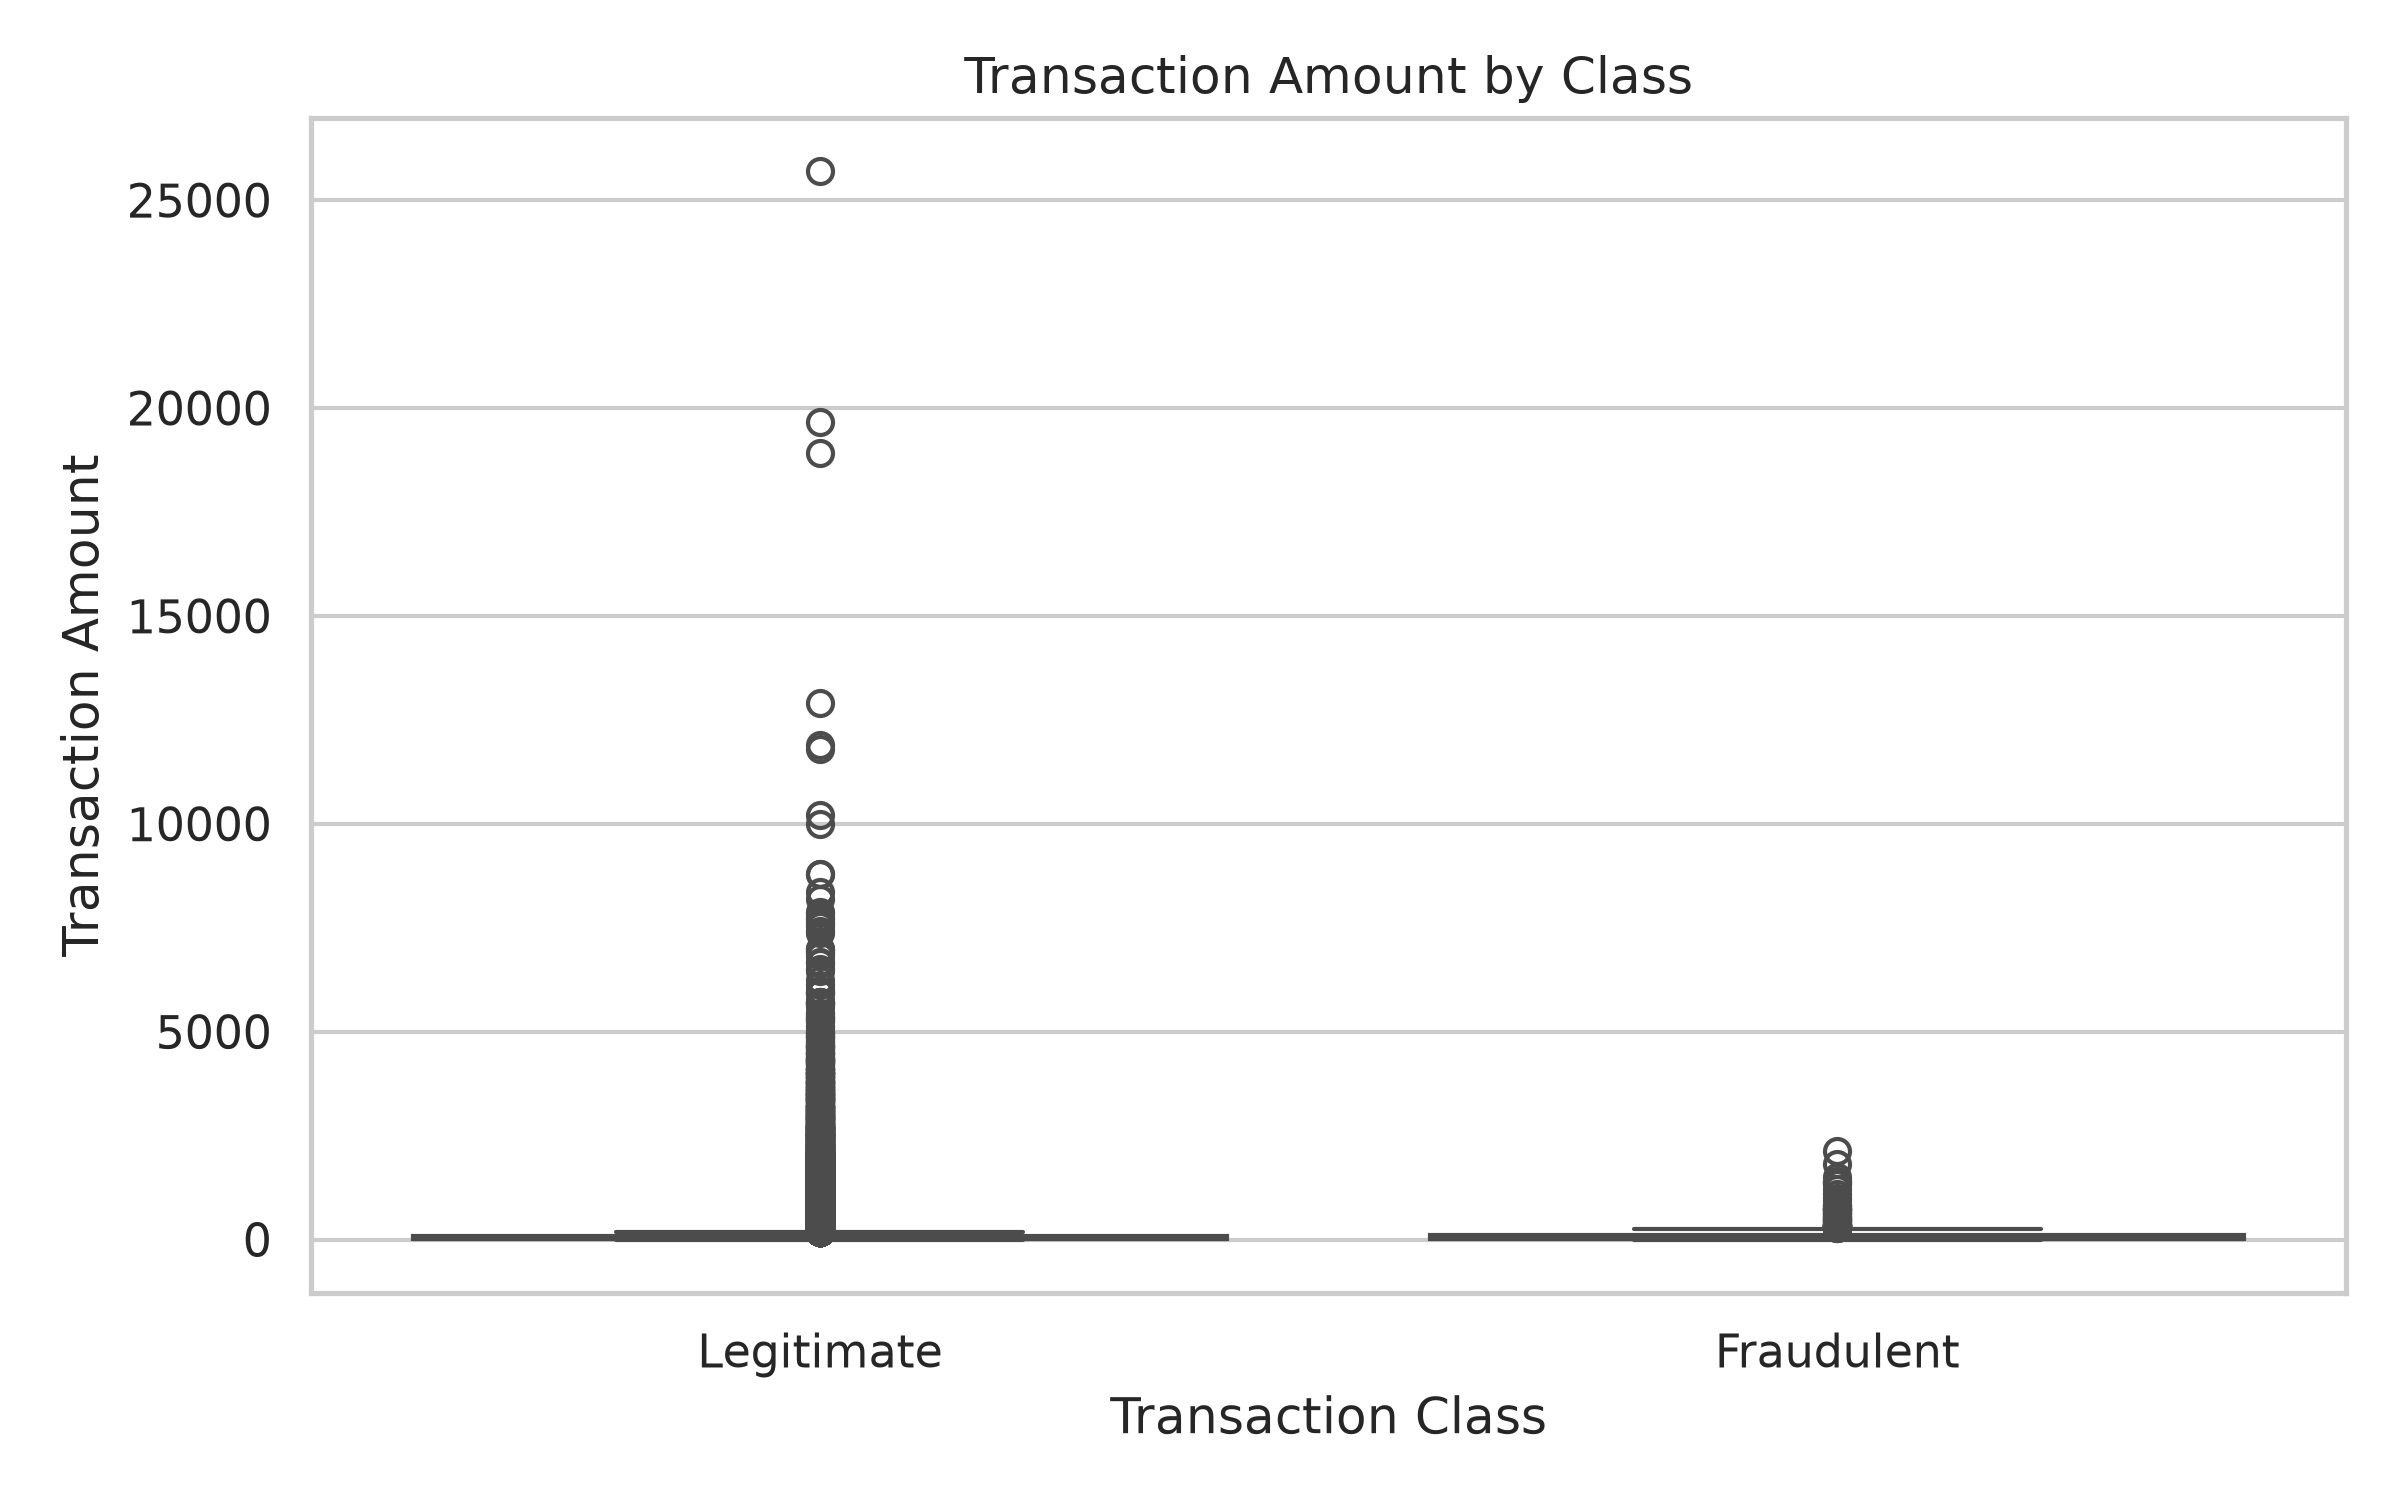 Transaction Amount by Class
Transaction Amount
25000
20000
15000
10000
5000
0
Legitimate
Fraudulent
Transaction Class